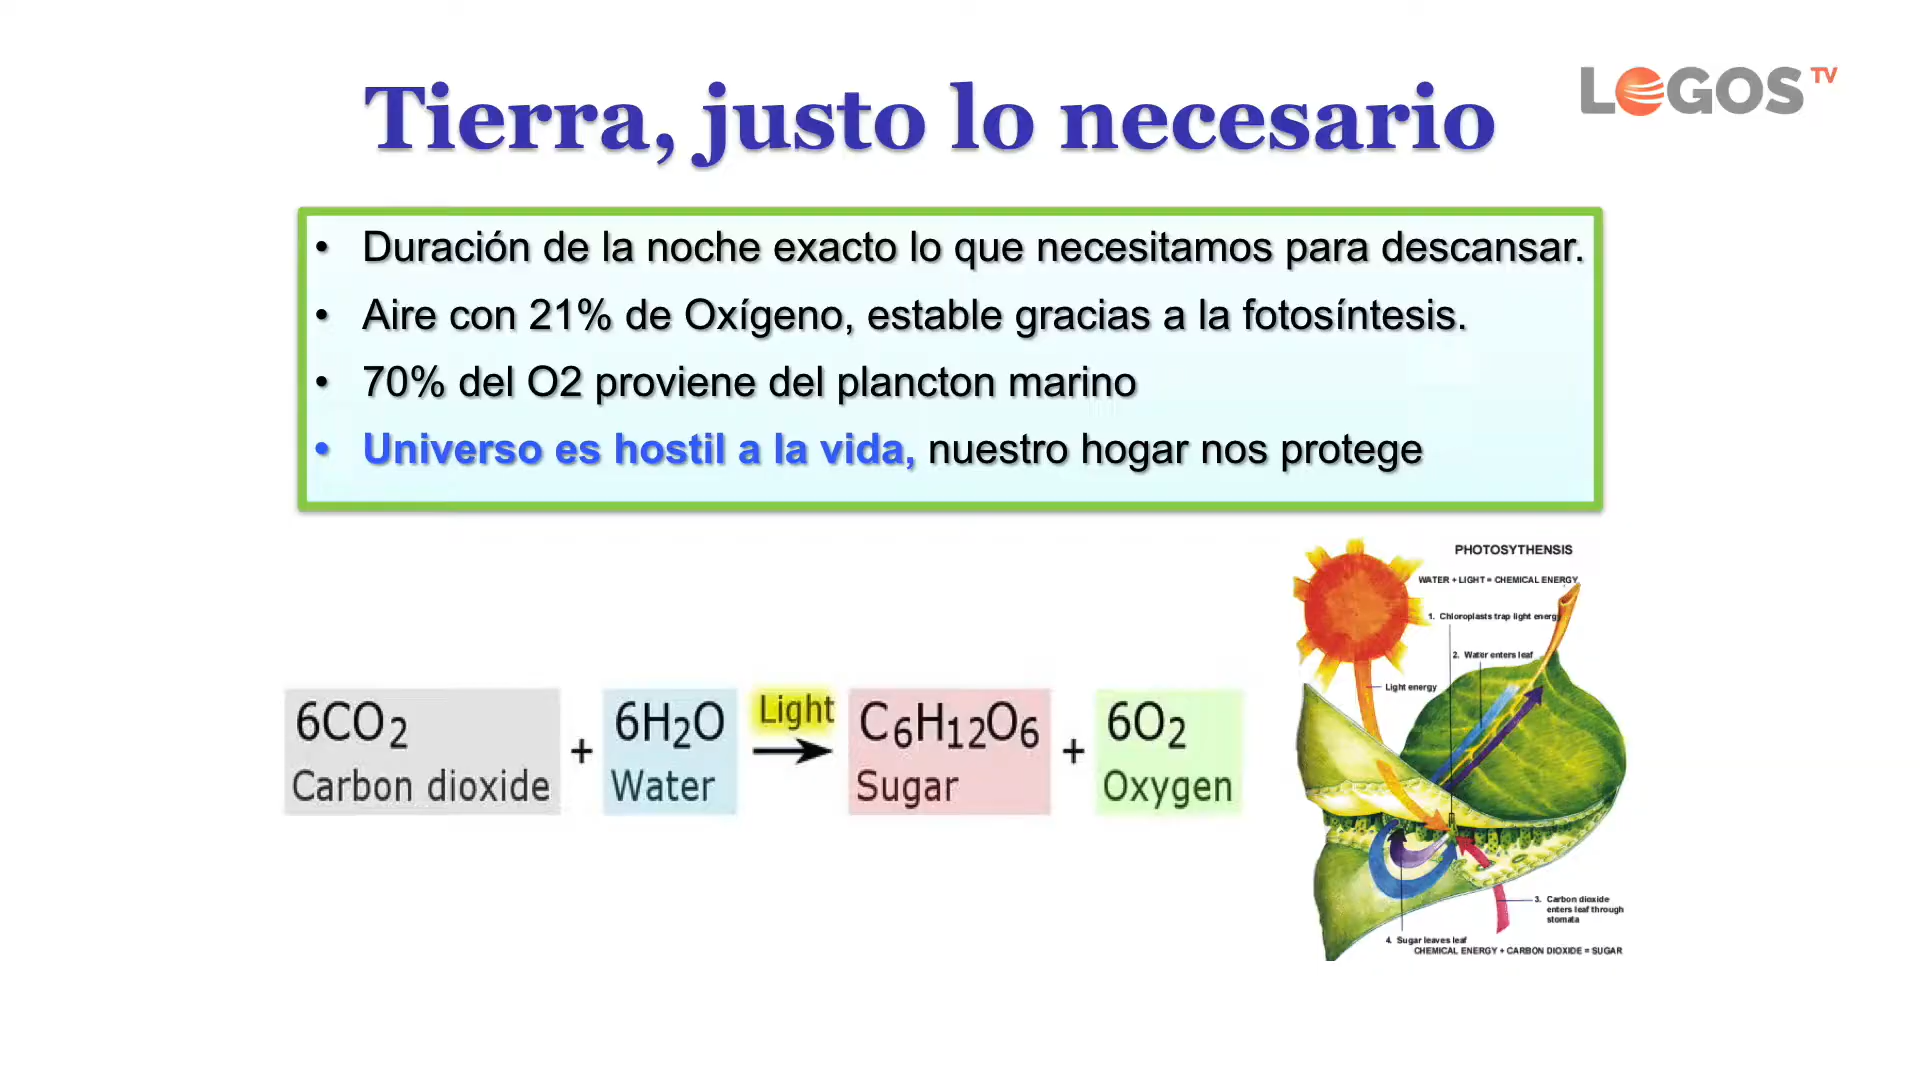 LOGOS TV
Tierra, justo lo necesario
• Duración de la noche exacto lo que necesitamos para descansar.
• Aire con 21% de Oxígeno, estable gracias a la fotosíntesis.
• 70% del O2 proviene del plancton marino
• Universo es hostil a la vida, nuestro hogar nos protege
6CO₂ + 6H₂O Light → C₆H₁₂O₆ + 6O₂
Carbon dioxide Water Sugar Oxygen
PHOTOSYTHENSIS
WATER + LIGHT = CHEMICAL ENERGY
1. Chloroplasts trap light energy
2. Water enters leaf
Light energy
3. Carbon dioxide
enters leaf through
stomata
4. Sugar leaves leaf
CHEMICAL ENERGY + CARBON DIOXIDE = SUGAR